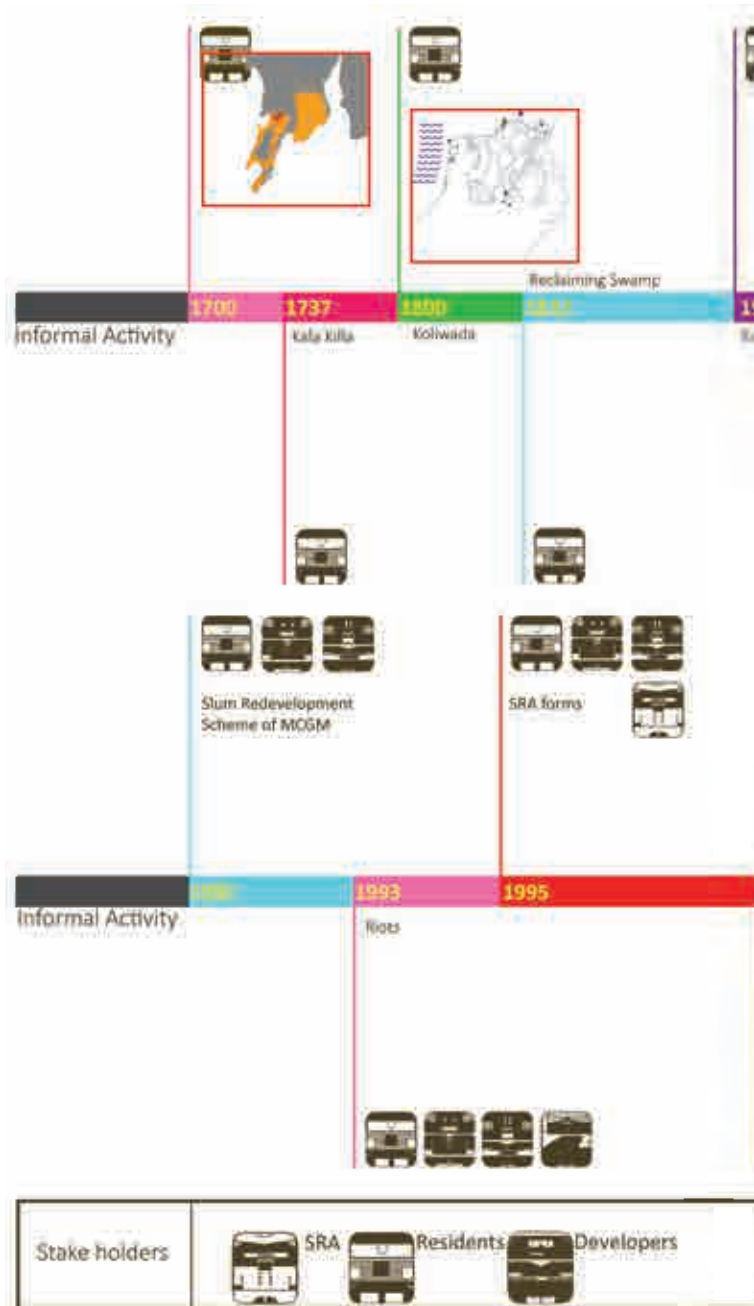 Reclaiming Swamp
1700 1737 1800
Informal Activity
Kala Killa
Koliwada
Slum Redevelopment
Scheme of MCGM
SRA forms
1993 1995
Informal Activity
Riots
Stake holders
SRA Residents Developers